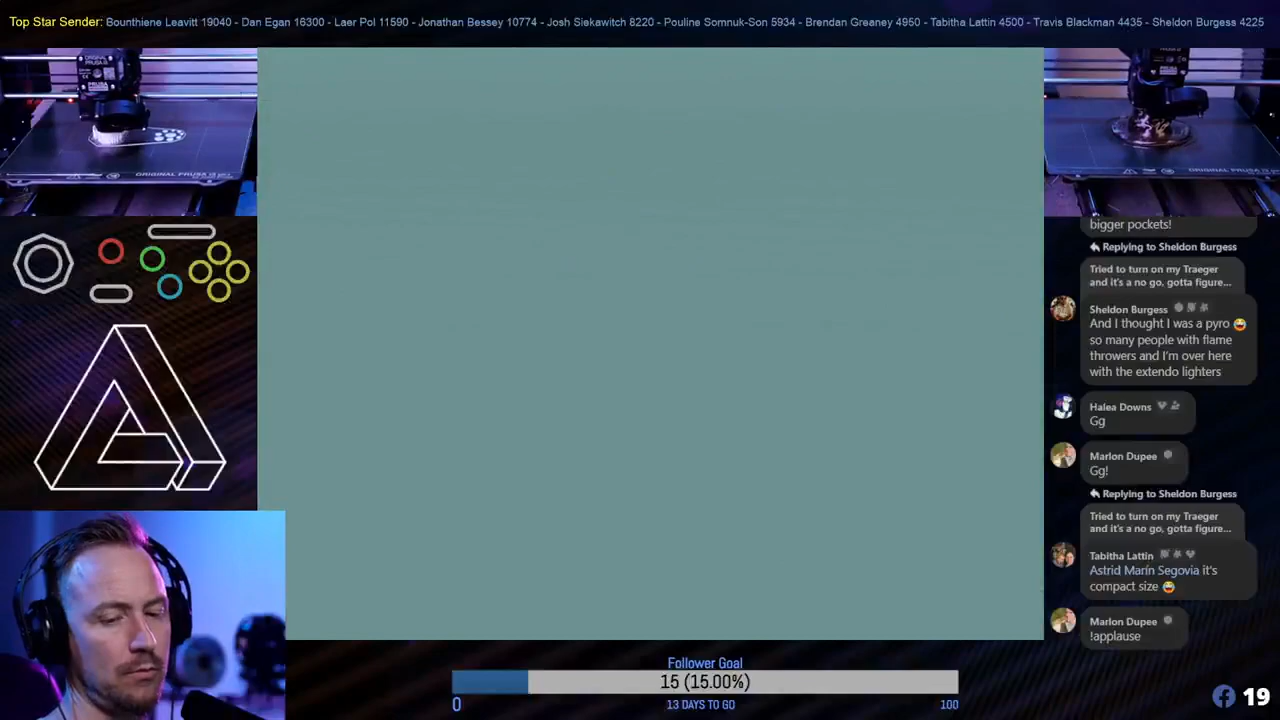 Top Star Sender: Bounthiene Leavitt 19040 - Dan Egan 16300 - Laer Pol 11590 - Jonathan Bessey 10774 - Josh Siekawitch 8220 - Pouline Somnuk-Son 5934 - Brendan Greaney 4950 - Tabitha Lattin 4500 - Travis Blackman 4435 - Sheldon Burgess 4225
ORIGINAL PRUSA
ORIGINAL PRUSA
bigger pockets!
Replying to Sheldon Burgess
Tried to turn on my Traeger
and it's a no go, gotta figure...
Sheldon Burgess
And I thought I was a pyro 😂
so many people with flame
throwers and I'm over here
with the extendo lighters
Halea Downs
Gg
Marlon Dupee
Gg!
Replying to Sheldon Burgess
Tried to turn on my Traeger
and it's a no go, gotta figure...
Tabitha Lattin
Astrid Marín Segovia it's
compact size 😂
Marlon Dupee
!applause
Follower Goal
15 (15.00%)
0
13 DAYS TO GO
100
19